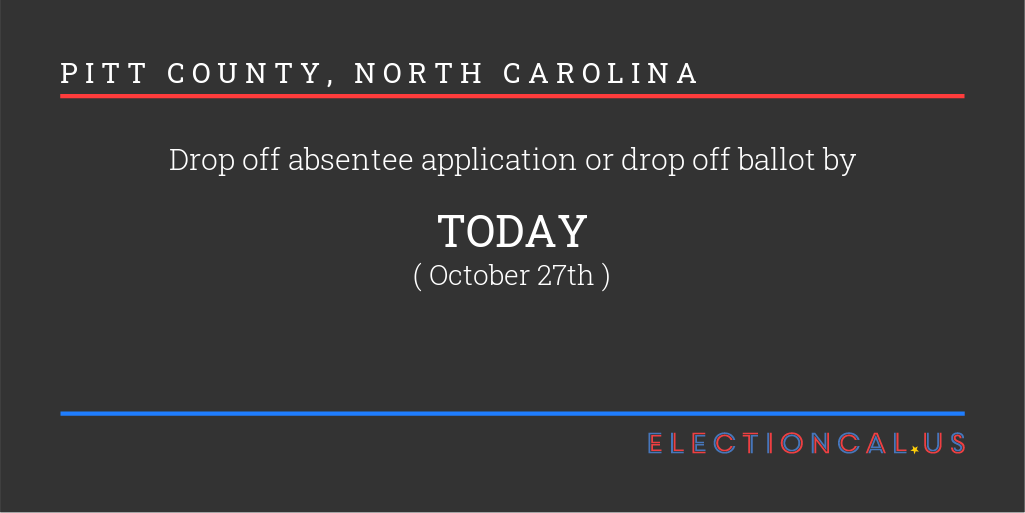 PITT COUNTY, NORTH CAROLINA
Drop off absentee application or drop off ballot by
TODAY
( October 27th )
ELECTIONCAL.US